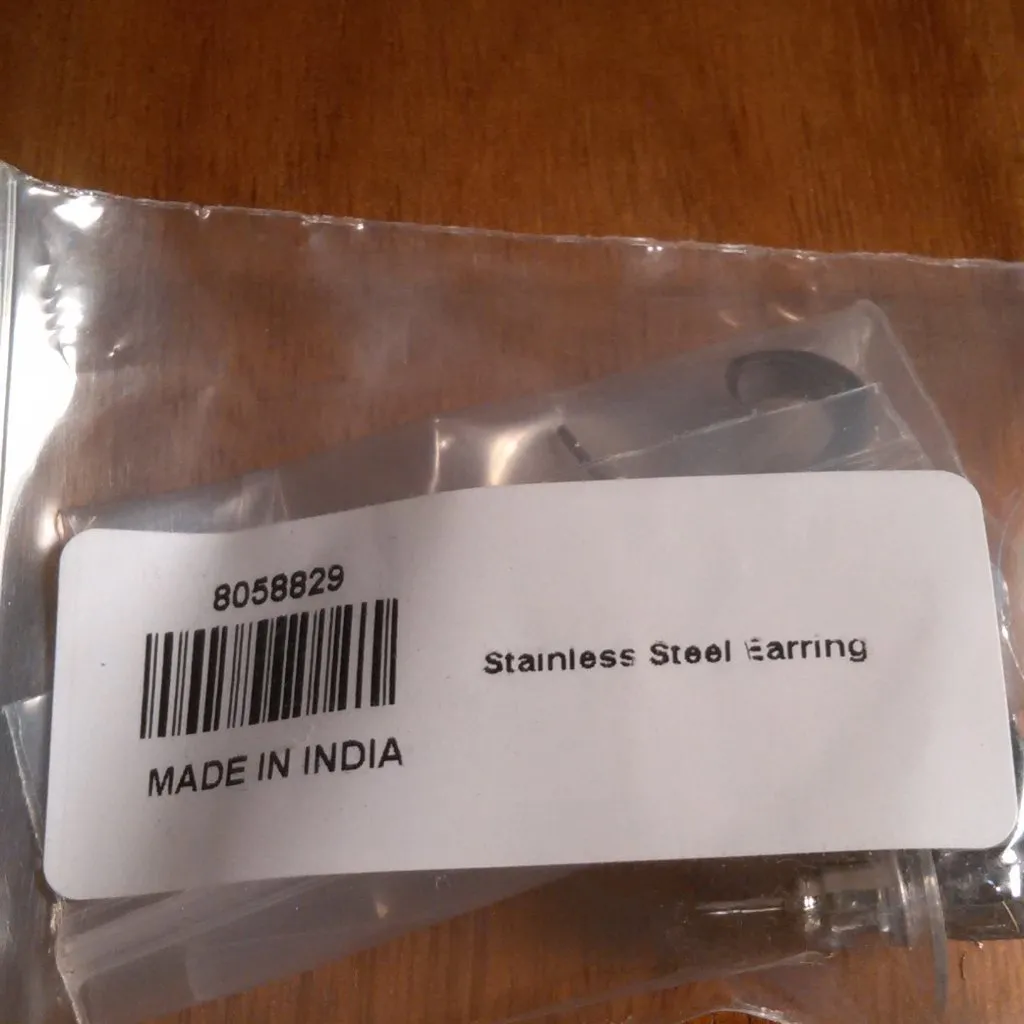 8058829
MADE IN INDIA
Stainless Steel Earring